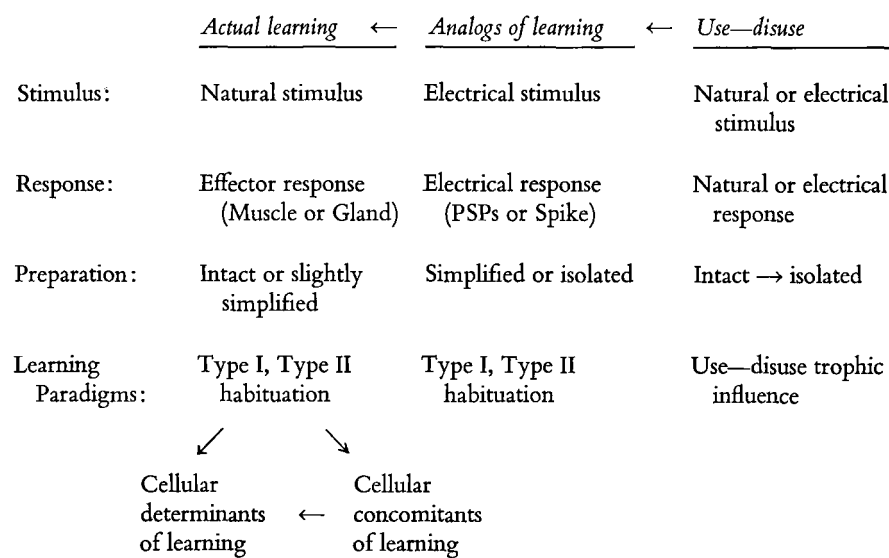 Actual learning ← Analogs of learning ← Use—disuse
Stimulus: Natural stimulus Electrical stimulus Natural or electrical
stimulus
Response: Effector response Electrical response Natural or electrical
(Muscle or Gland) (PSPs or Spike) response
Preparation: Intact or slightly Simplified or isolated Intact → isolated
simplified
Learning Type I, Type II Type I, Type II Use—disuse trophic
Paradigms: habituation habituation influence
↙ ↘
Cellular Cellular
determinants ← concomitants
of learning of learning